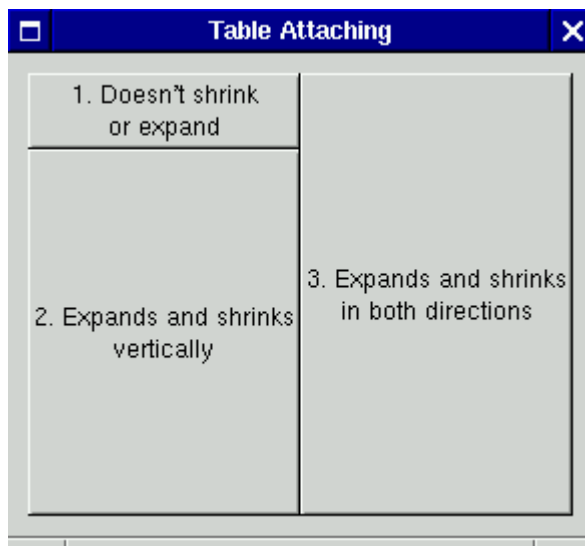 Table Attaching
1. Doesn't shrink
or expand
2. Expands and shrinks
vertically
3. Expands and shrinks
in both directions